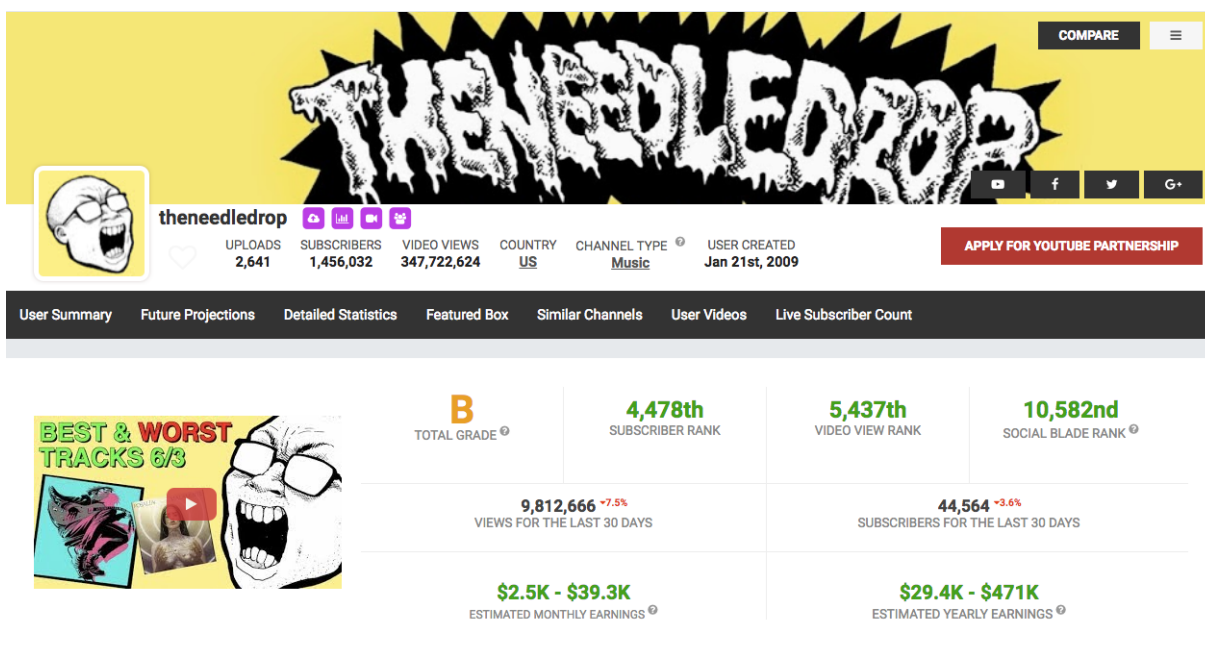 THENEEDLEDROP
COMPARE
theneedledrop
UPLOADS SUBSCRIBERS VIDEO VIEWS COUNTRY CHANNEL TYPE ? USER CREATED
2,641 1,456,032 347,722,624 US Music Jan 21st, 2009
APPLY FOR YOUTUBE PARTNERSHIP
User Summary Future Projections Detailed Statistics Featured Box Similar Channels User Videos Live Subscriber Count
BEST & WORST
TRACKS 6/3
B 4,478th 5,437th 10,582nd
TOTAL GRADE ? SUBSCRIBER RANK VIDEO VIEW RANK SOCIAL BLADE RANK ?
9,812,666 -7.5% 44,564 -3.6%
VIEWS FOR THE LAST 30 DAYS SUBSCRIBERS FOR THE LAST 30 DAYS
$2.5K - $39.3K $29.4K - $471K
ESTIMATED MONTHLY EARNINGS ? ESTIMATED YEARLY EARNINGS ?